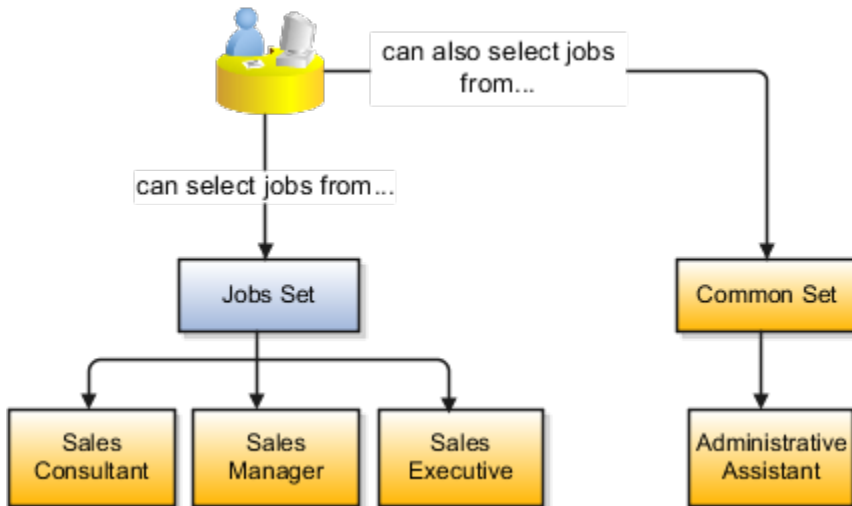 can also select jobs
from...
can select jobs from...
Jobs Set
Common Set
Sales
Consultant
Sales
Manager
Sales
Executive
Administrative
Assistant